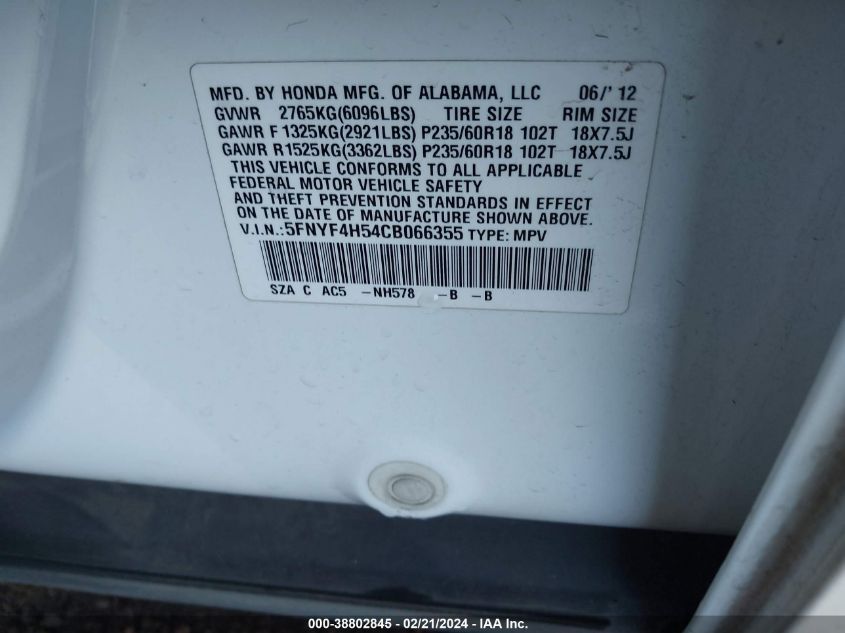 MFD. BY HONDA MFG. OF ALABAMA, LLC 06/'12
GVWR 2765KG(6096LBS) TIRE SIZE RIM SIZE
GAWR F 1325KG(2921LBS) P235/60R18 102T 18X7.5J
GAWR R1525KG(3362LBS) P235/60R18 102T 18X7.5J
THIS VEHICLE CONFORMS TO ALL APPLICABLE
FEDERAL MOTOR VEHICLE SAFETY
AND THEFT PREVENTION STANDARDS IN EFFECT
ON THE DATE OF MANUFACTURE SHOWN ABOVE.
V.I.N.:5FNYF4H54CB066355 TYPE: MPV
SZA C AC5 -NH578 -B -B
000-38802845 - 02/21/2024 - IAA Inc.